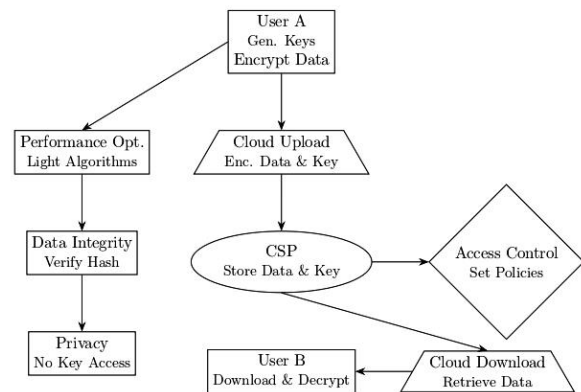 User A
Gen. Keys
Encrypt Data
Performance Opt.
Light Algorithms
Cloud Upload
Enc. Data & Key
Data Integrity
Verify Hash
CSP
Store Data & Key
Access Control
Set Policies
Privacy
No Key Access
User B
Download & Decrypt
Cloud Download
Retrieve Data